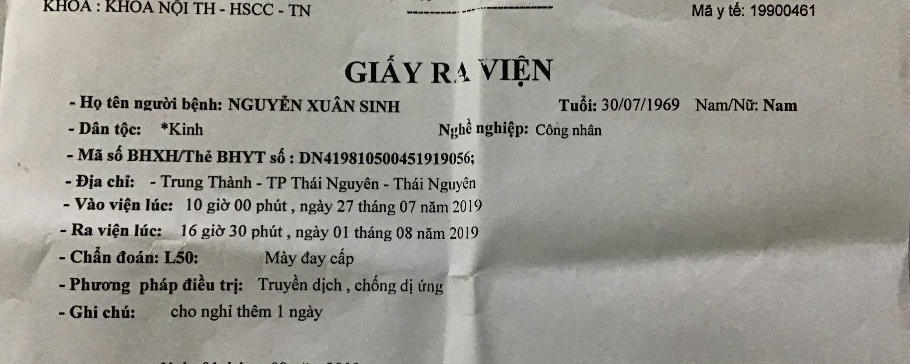 KHOA : KHOA NỘI TH - HSCC - TN
Mã y tế: 19900461
GIẤY RA VIỆN
- Họ tên người bệnh: NGUYỄN XUÂN SINH Tuổi: 30/07/1969 Nam/Nữ: Nam
- Dân tộc: *Kinh Nghề nghiệp: Công nhân
- Mã số BHXH/Thẻ BHYT số : DN419810500451919056;
- Địa chỉ: - Trung Thành - TP Thái Nguyên - Thái Nguyên
- Vào viện lúc: 10 giờ 00 phút , ngày 27 tháng 07 năm 2019
- Ra viện lúc: 16 giờ 30 phút , ngày 01 tháng 08 năm 2019
- Chẩn đoán: L50: Mày đay cấp
- Phương pháp điều trị: Truyền dịch , chống dị ứng
- Ghi chú: cho nghỉ thêm 1 ngày